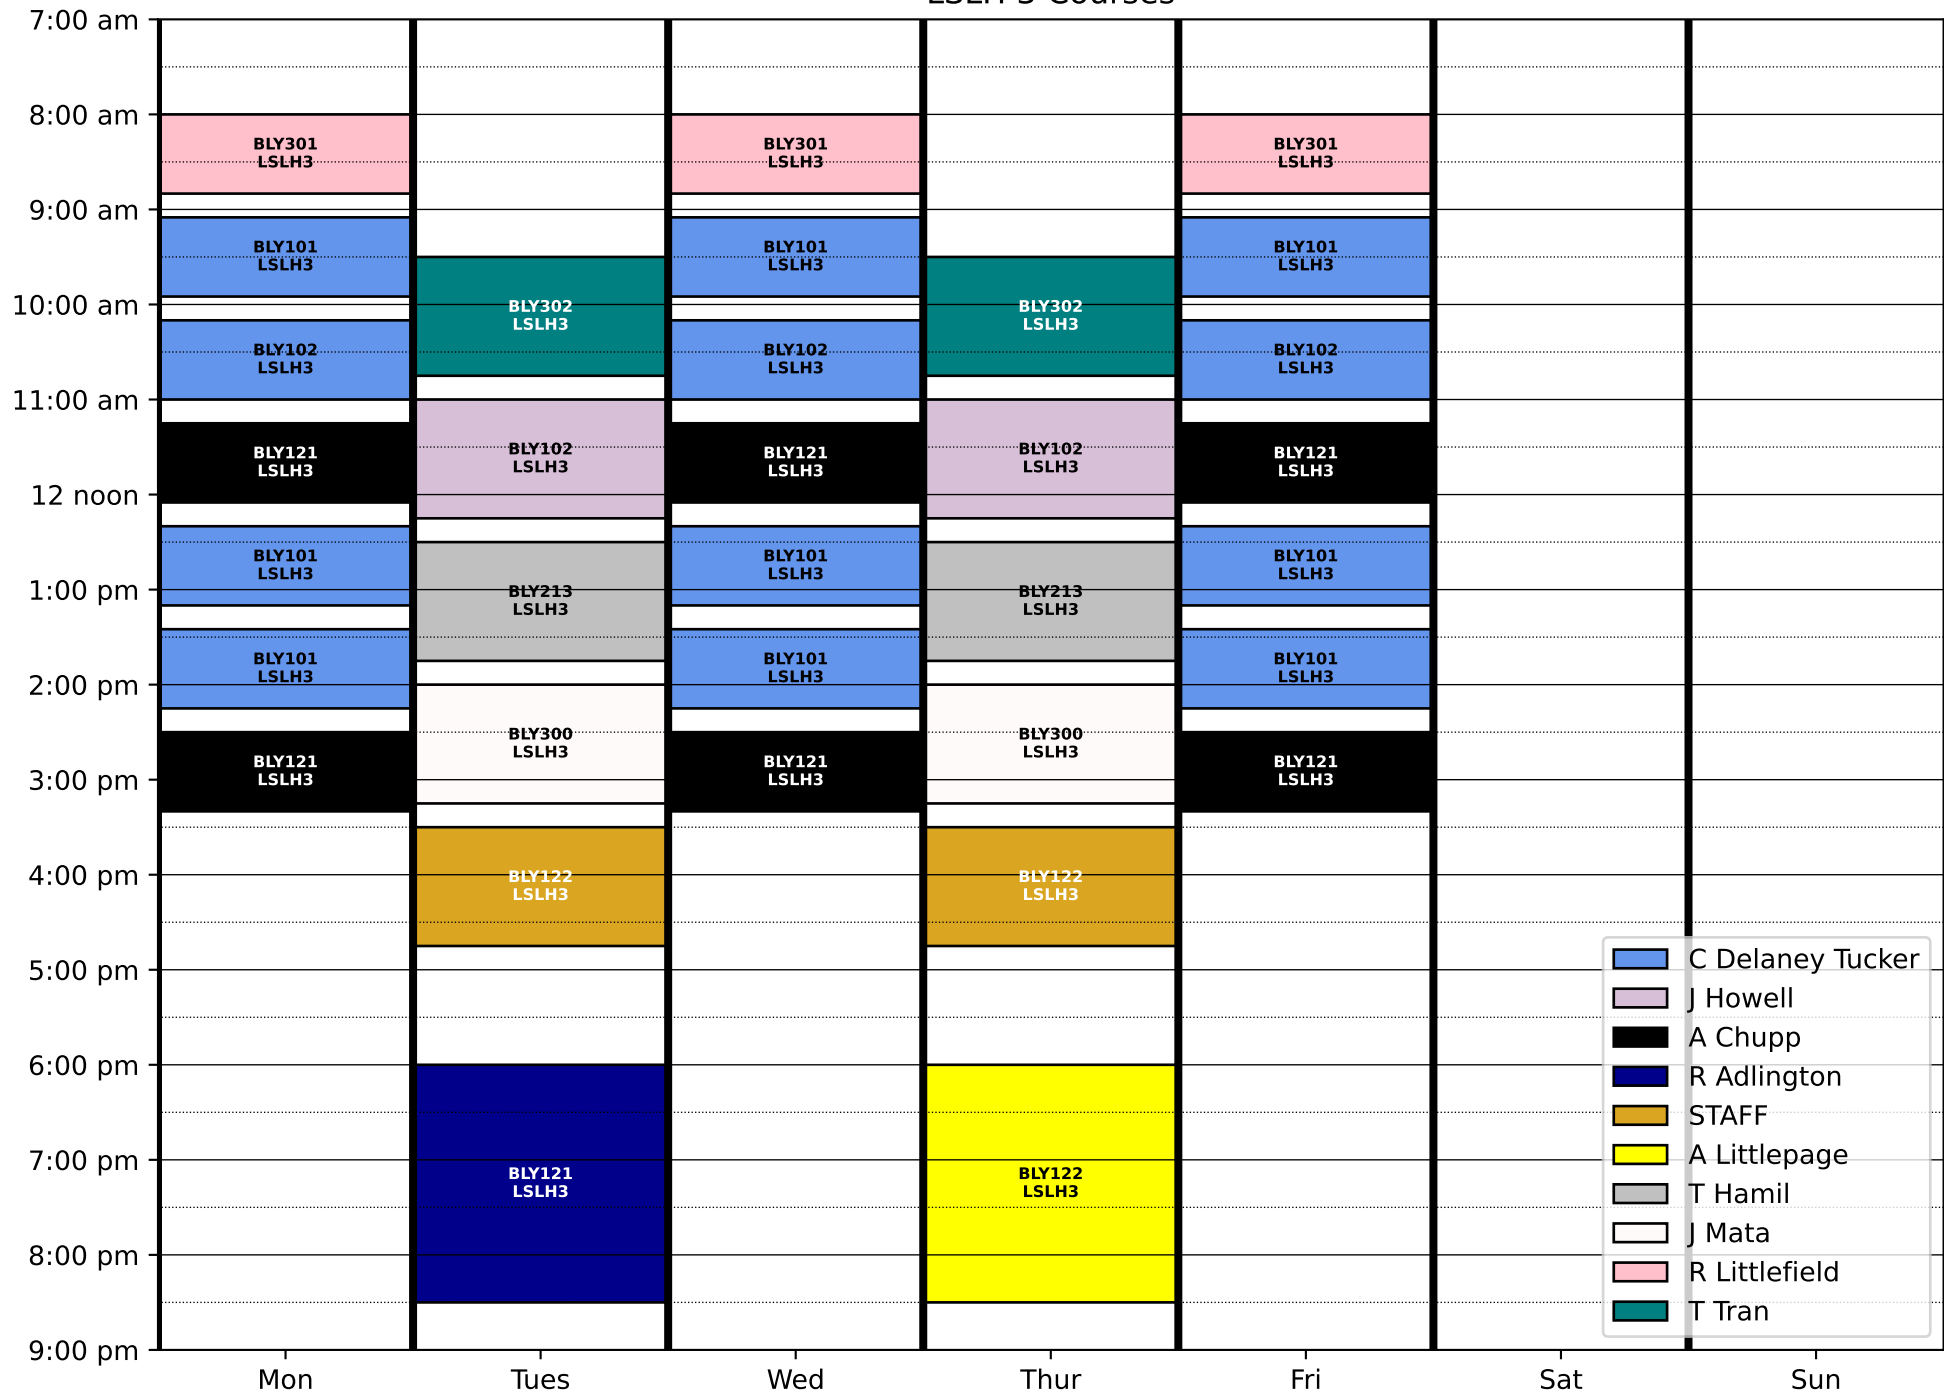 LSLH 3 Courses
7:00 am
8:00 am
9:00 am
10:00 am
11:00 am
12 noon
1:00 pm
2:00 pm
3:00 pm
4:00 pm
5:00 pm
6:00 pm
7:00 pm
8:00 pm
9:00 pm
BLY301
LSLH3
BLY101
LSLH3
BLY102
LSLH3
BLY121
LSLH3
BLY101
LSLH3
BLY101
LSLH3
BLY121
LSLH3
BLY302
LSLH3
BLY102
LSLH3
BLY213
LSLH3
BLY300
LSLH3
BLY122
LSLH3
BLY121
LSLH3
BLY301
LSLH3
BLY101
LSLH3
BLY102
LSLH3
BLY121
LSLH3
BLY101
LSLH3
BLY101
LSLH3
BLY121
LSLH3
BLY302
LSLH3
BLY102
LSLH3
BLY213
LSLH3
BLY300
LSLH3
BLY122
LSLH3
BLY122
LSLH3
BLY301
LSLH3
BLY101
LSLH3
BLY102
LSLH3
BLY121
LSLH3
BLY101
LSLH3
BLY101
LSLH3
BLY121
LSLH3
C Delaney Tucker
J Howell
A Chupp
R Adlington
STAFF
A Littlepage
T Hamil
J Mata
R Littlefield
T Tran
Mon
Tues
Wed
Thur
Fri
Sat
Sun